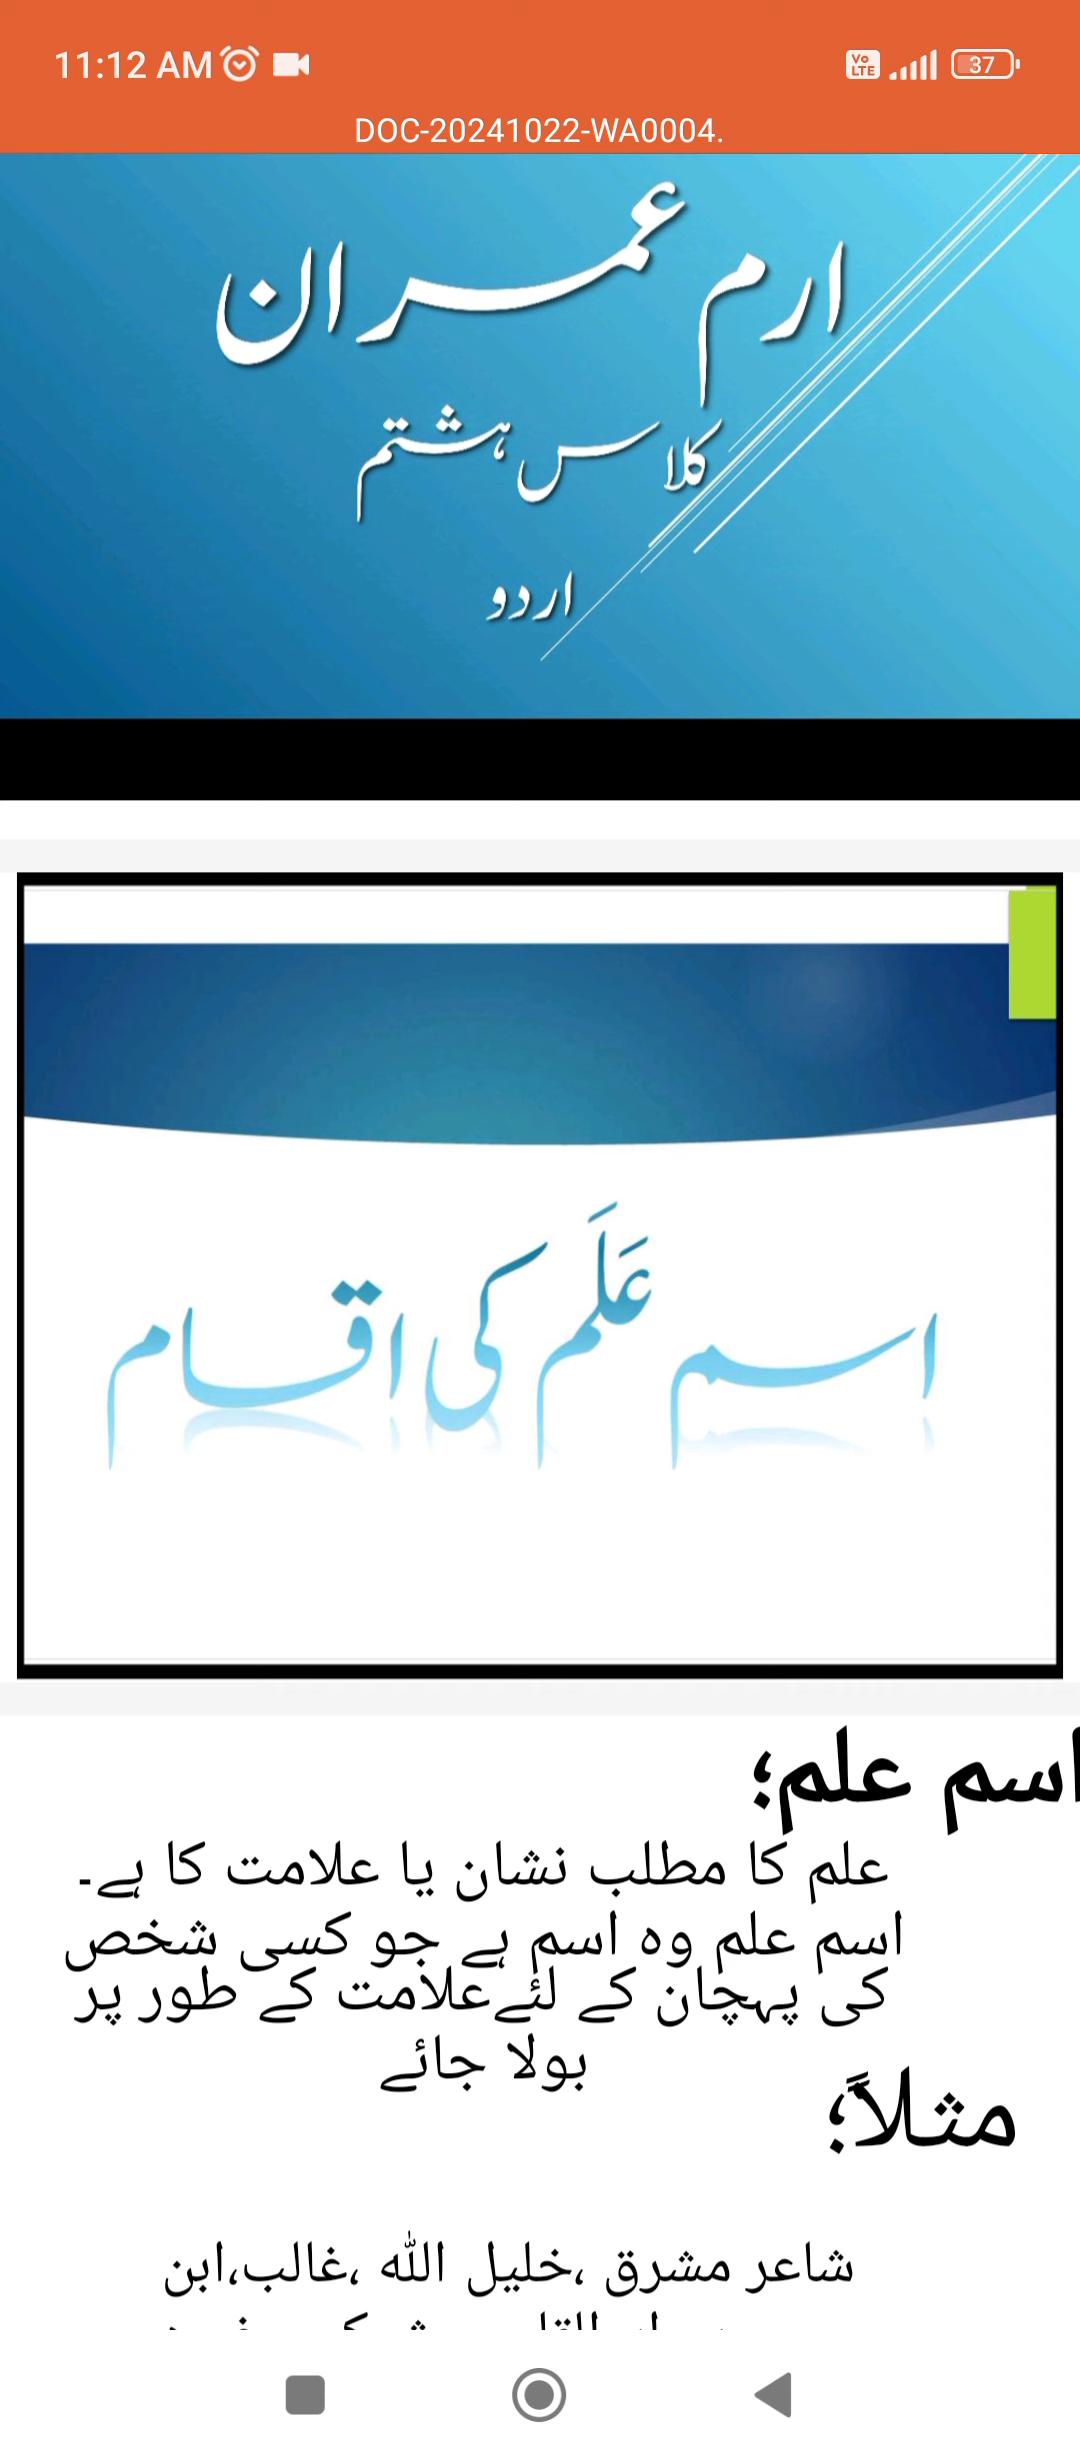 11:12 AM
Vo LTE
37
DOC-20241022-WA0004.
ارم عمران
کلاس ہشتم
اردو
اسم عَلَم کی اقسام
اسم علم؛
علم کا مطلب نشان یا علامت کا ہے۔
اسم علم وہ اسم ہے جو کسی شخص
کی پہچان کے لئےعلامت کے طور پر
بولا جائے
مثلاً؛
شاعر مشرق ،خلیل اللہ ،غالب،ابن